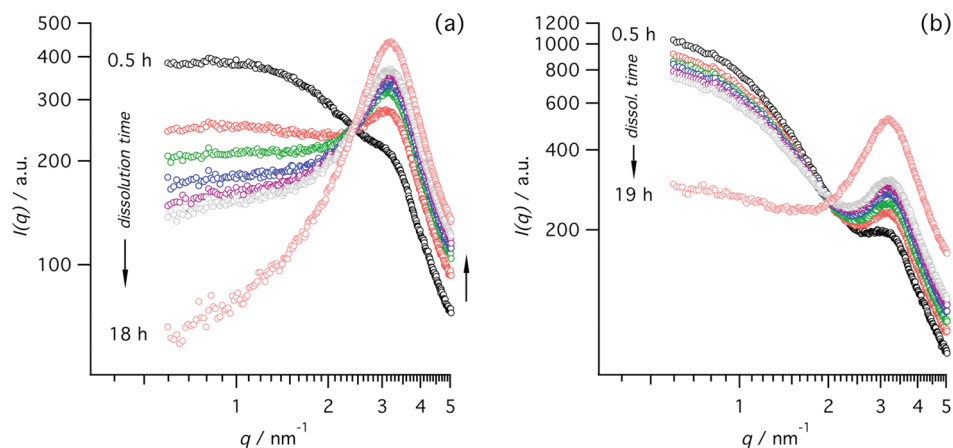 (a)
500
400
300
200
100
0.5 h
dissolution time
18 h
I(q) / a.u.
1
2
3
4
5
q / nm⁻¹
(b)
1200
1000
800
600
400
200
0.5 h
dissol. time
19 h
I(q) / a.u.
1
2
3
4
5
q / nm⁻¹